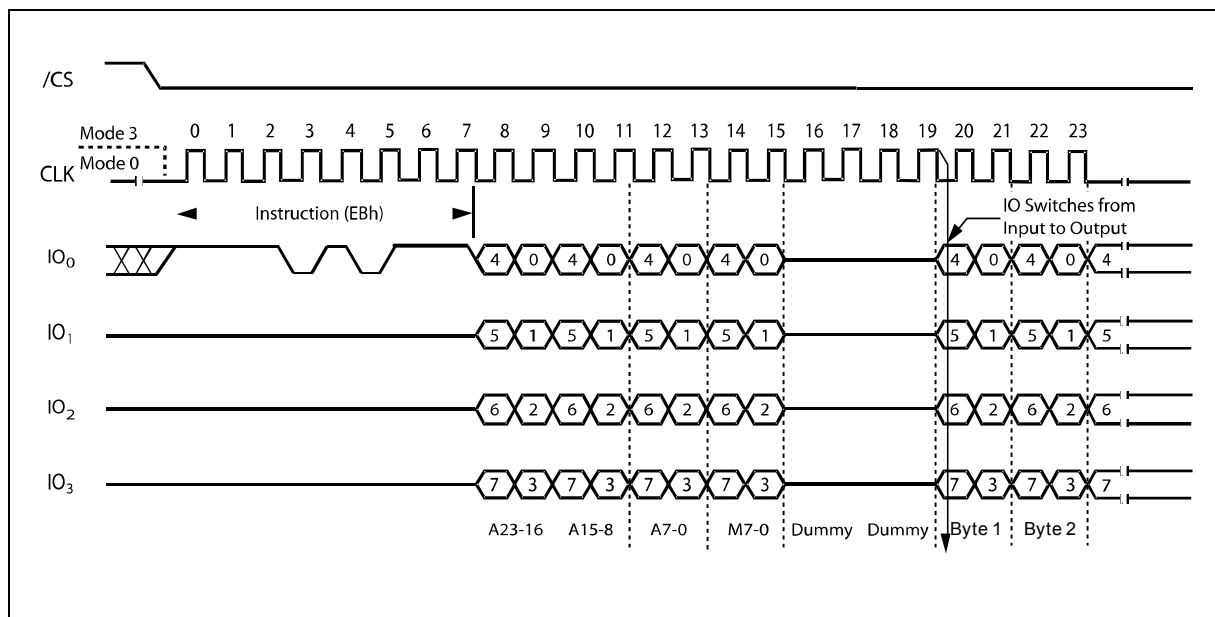 /CS
Mode 3
0 1 2 3 4 5 6 7 8 9 10 11 12 13 14 15 16 17 18 19 20 21 22 23
Mode 0
CLK
Instruction (EBh)
IO Switches from
Input to Output
IO0 4 0 4 0 4 0 4 0 4 0 4 0 4
IO1 5 1 5 1 5 1 5 1 5 1 5 1 5
IO2 6 2 6 2 6 2 6 2 6 2 6 2 6
IO3 7 3 7 3 7 3 7 3 7 3 7 3 7
A23-16 A15-8 A7-0 M7-0 Dummy Dummy Byte 1 Byte 2